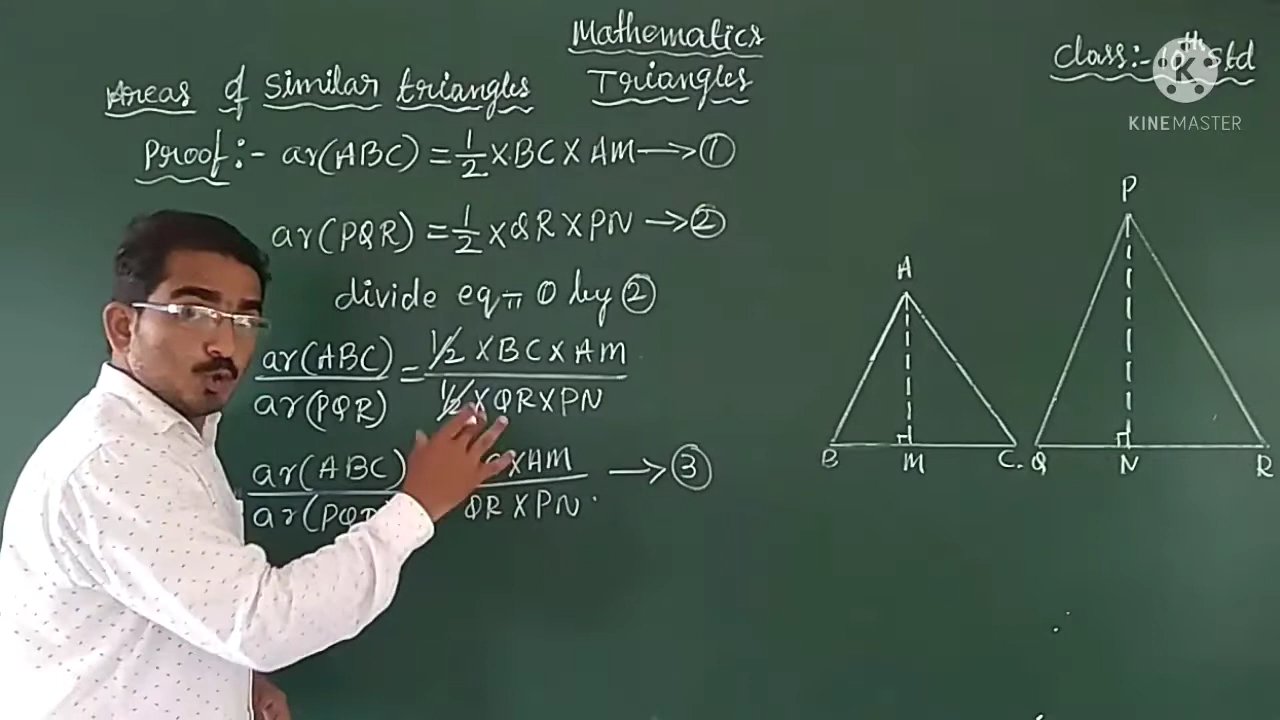 Mathematics
Class:- 10th Std
Areas of Similar triangles
Triangles
KINEMASTER
Proof:- ar(ABC) = 1/2 × BC × AM → ①
ar(PQR) = 1/2 × QR × PN → ②
divide eqn ① by ②
ar(ABC)/ar(PQR) = 1/2 × BC × AM / 1/2 × QR × PN
ar(ABC)/ar(PQR) × AM / QR × PN → ③
P
A
B M C. Q N R